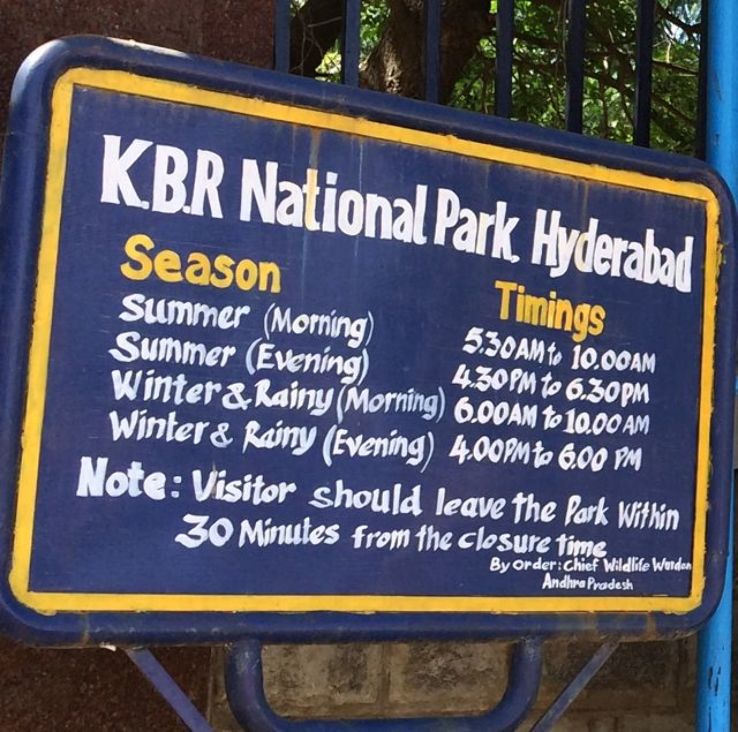 K.B.R National Park, Hyderabad
Season Timings
Summer (Morning) 5.30AM to 10.00AM
Summer (Evening) 4.30PM to 6.30PM
Winter & Rainy (Morning) 6.00AM to 10.00AM
Winter & Rainy (Evening) 4.00PM to 6.00 PM
Note: Visitor should leave the Park Within
30 Minutes from the closure time
By order: Chief Wildlife Warden
Andhra Pradesh